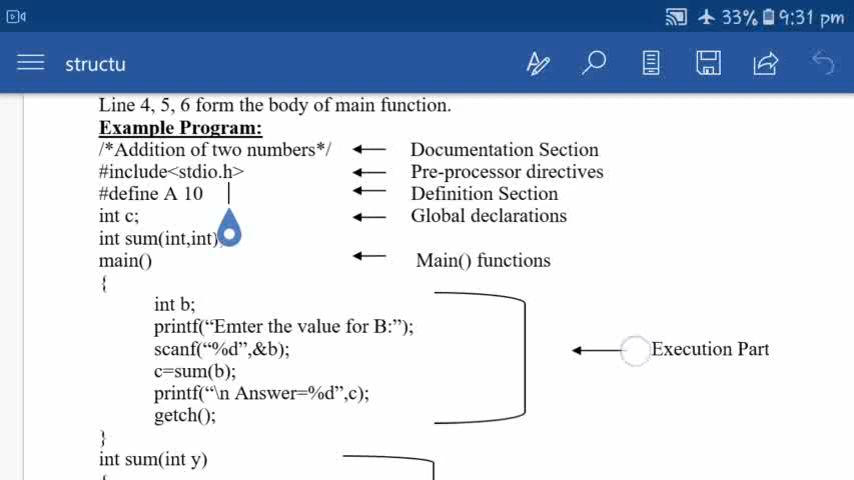 33% 9:31 pm
structu
Line 4, 5, 6 form the body of main function.
Example Program:
/*Addition of two numbers*/ Documentation Section
#include<stdio.h> Pre-processor directives
#define A 10 Definition Section
int c; Global declarations
int sum(int,int);
main() Main() functions
{
int b;
printf(“Emter the value for B:”);
scanf(“%d”,&b); Execution Part
c=sum(b);
printf(“\n Answer=%d”,c);
getch();
}
int sum(int y)
{